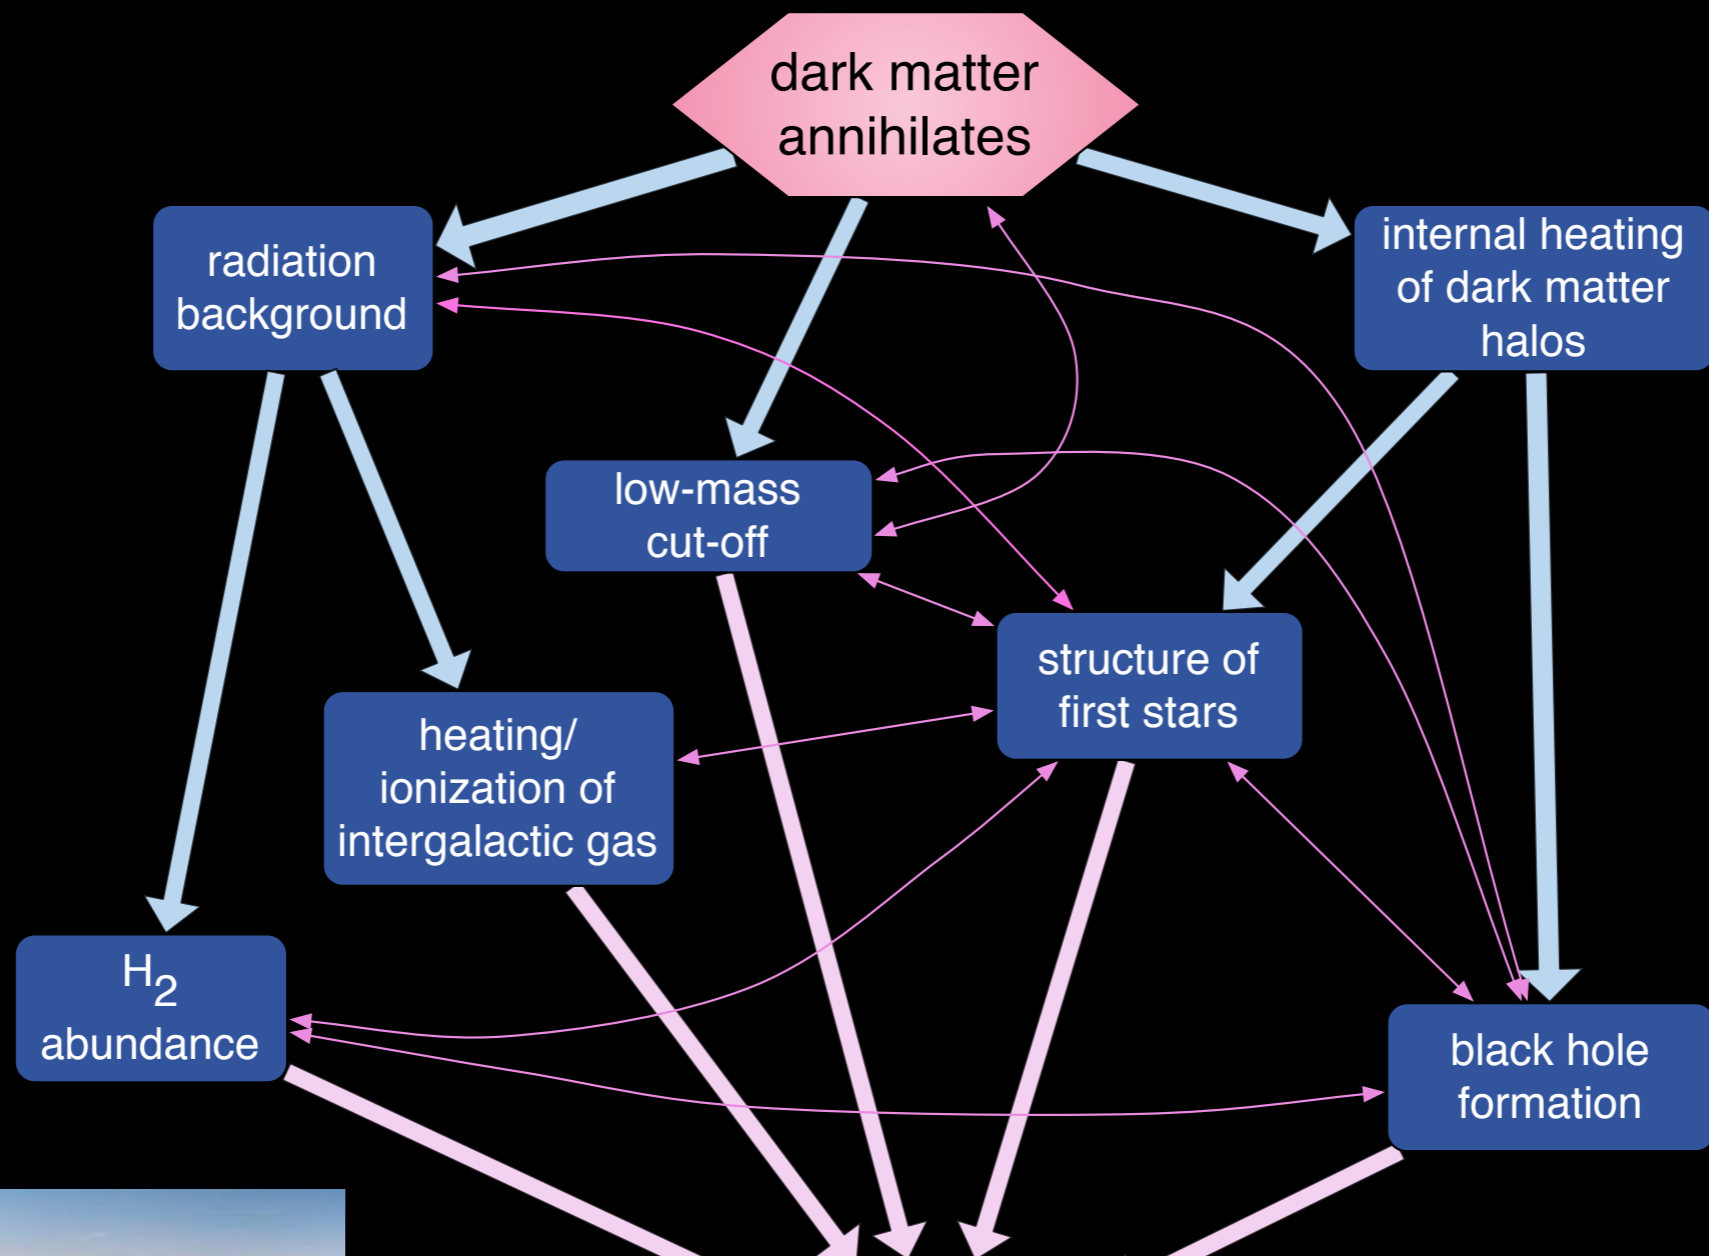 dark matter
annihilates
radiation
background
internal heating
of dark matter
halos
low-mass
cut-off
structure of
first stars
heating/
ionization of
intergalactic gas
H2
abundance
black hole
formation